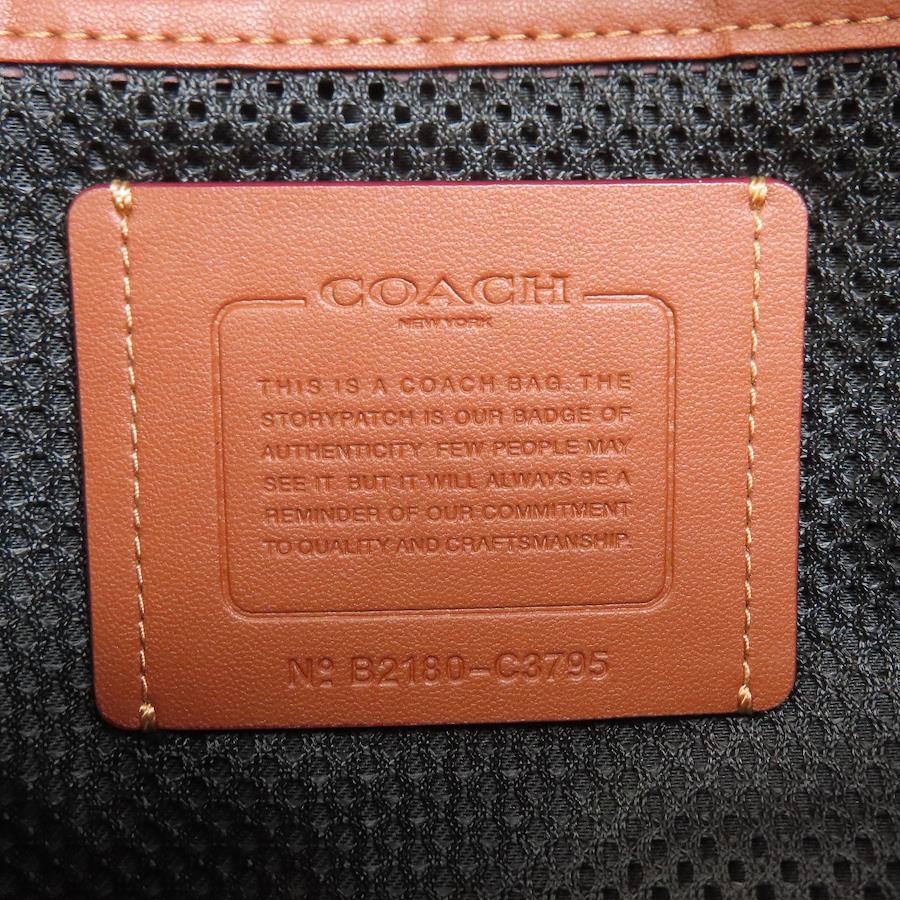 COACH
NEW YORK
THIS IS A COACH BAG. THE
STORYPATCH IS OUR BADGE OF
AUTHENTICITY. FEW PEOPLE MAY
SEE IT. BUT IT WILL ALWAYS BE A
REMINDER OF OUR COMMITMENT
TO QUALITY AND CRAFTSMANSHIP.
Nº B2180-C3795